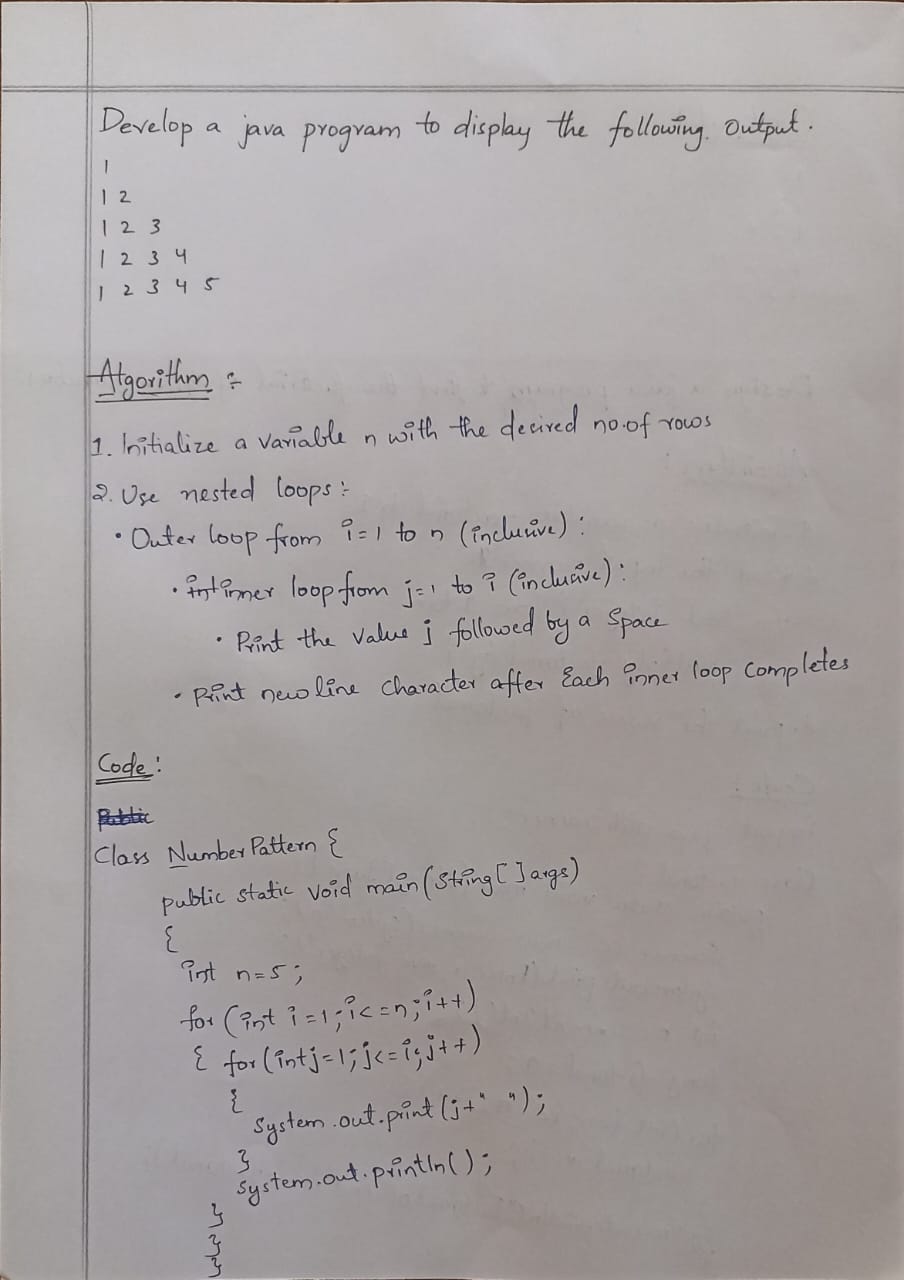 Develop a java program to display the following output.
1
1 2
1 2 3
1 2 3 4
1 2 3 4 5
Algorithm :-
1. Initialize a variable n with the desired no.of rows
2. Use nested loops :-
• Outer loop from i=1 to n (inclusive) :
• inner loop from j=1 to i (inclusive) :
• Print the value j followed by a space
• print new line character after Each inner loop completes
Code :
Public
Class NumberPattern {
public static void main(String[]args)
{
int n=5;
for (int i=1;i<=n;i++)
{ for(intj=1;j<=i;j++)
{
System.out.print(j+" ");
}
System.out.println();
}
}
}